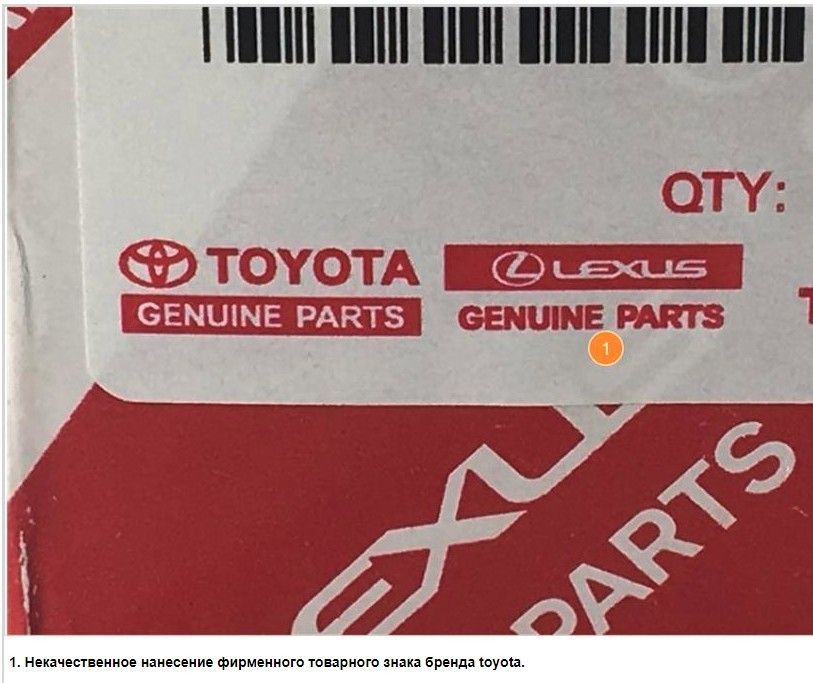 QTY:
TOYOTA
LEXUS
GENUINE PARTS
GENUINE PARTS
1
PARTS
1. Некачественное нанесение фирменного товарного знака бренда toyota.